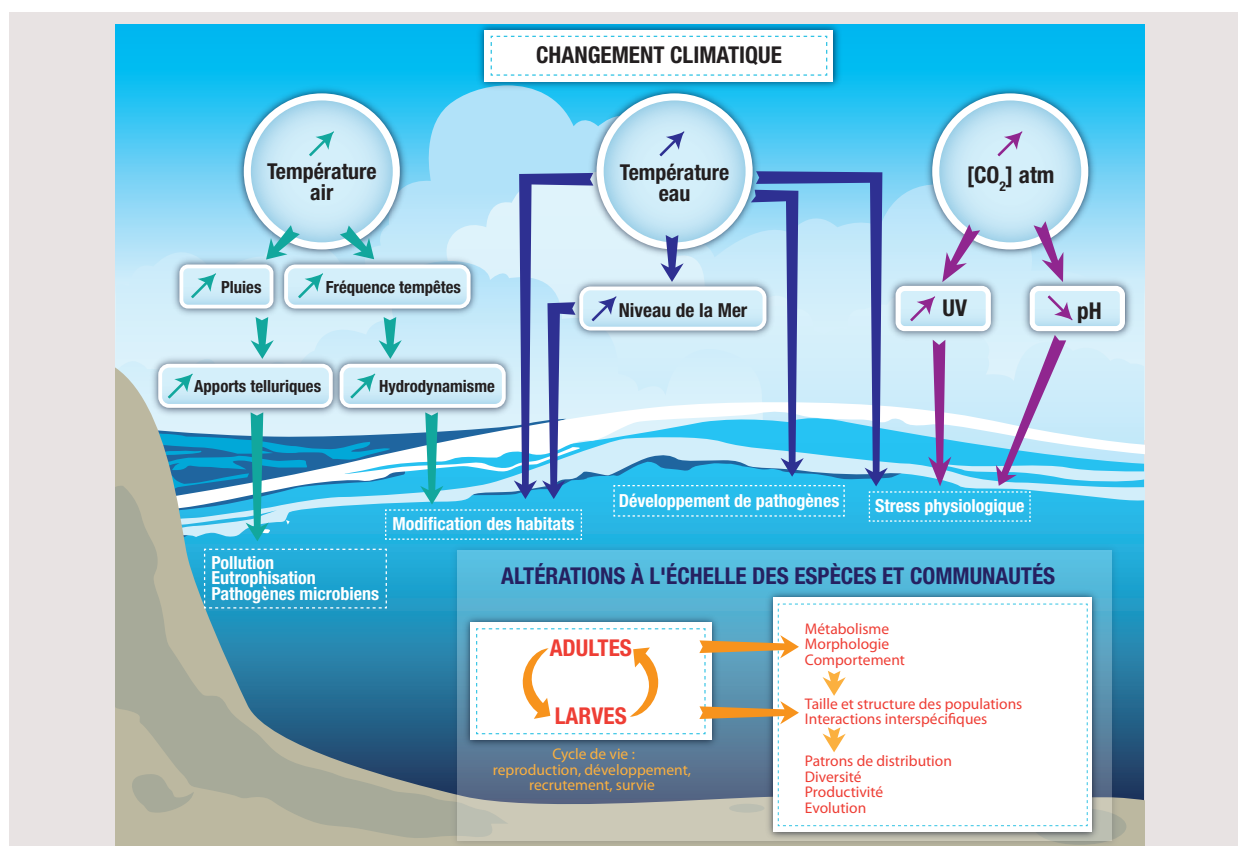 CHANGEMENT CLIMATIQUE
Température
air
Température
eau
[CO₂] atm
Pluies
Fréquence tempêtes
Niveau de la Mer
UV
pH
Apports telluriques
Hydrodynamisme
Modification des habitats
Développement de pathogènes
Stress physiologique
Pollution
Eutrophisation
Pathogènes microbiens
ALTÉRATIONS À L'ÉCHELLE DES ESPÈCES ET COMMUNAUTÉS
ADULTES
LARVES
Cycle de vie :
reproduction, développement,
recrutement, survie
Métabolisme
Morphologie
Comportement
Taille et structure des populations
Interactions interspécifiques
Patrons de distribution
Diversité
Productivité
Evolution